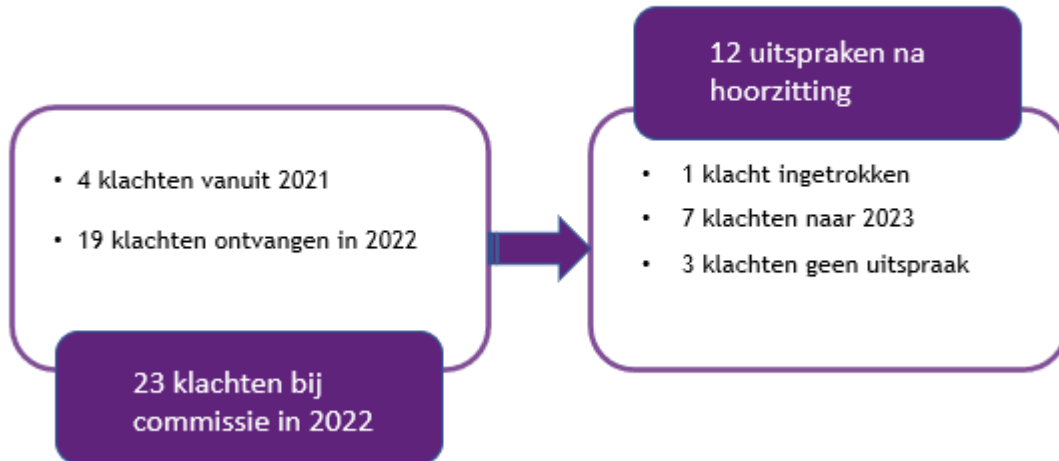 • 4 klachten vanuit 2021
• 19 klachten ontvangen in 2022
23 klachten bij
commissie in 2022
12 uitspraken na
hoorzitting
• 1 klacht ingetrokken
• 7 klachten naar 2023
• 3 klachten geen uitspraak